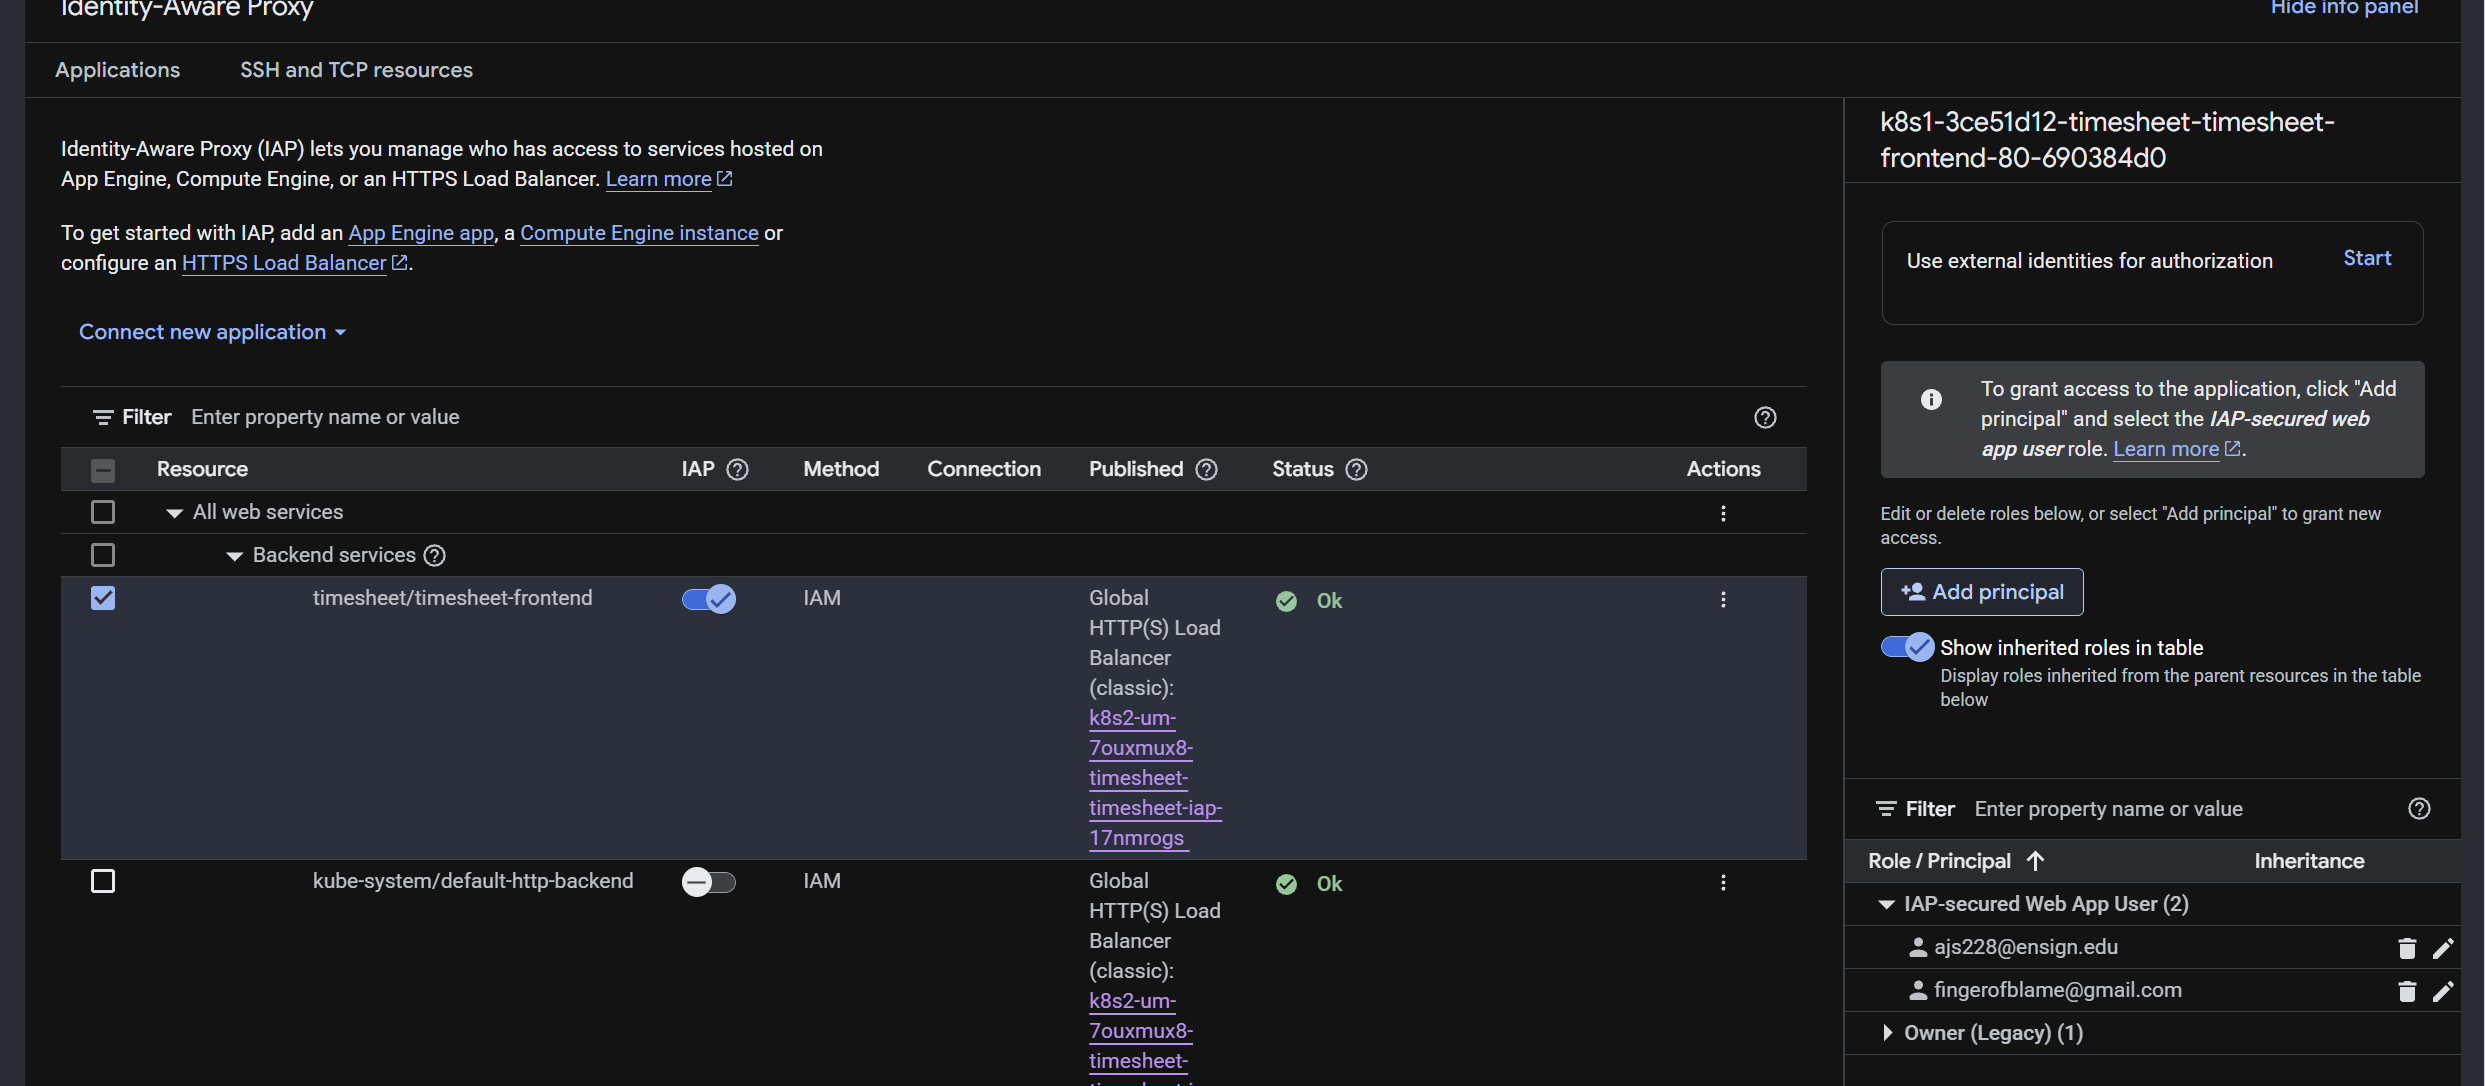 Identity-Aware Proxy
Hide info panel
Applications
SSH and TCP resources
Identity-Aware Proxy (IAP) lets you manage who has access to services hosted on
App Engine, Compute Engine, or an HTTPS Load Balancer. Learn more
To get started with IAP, add an App Engine app, a Compute Engine instance or
configure an HTTPS Load Balancer.
Connect new application
Filter Enter property name or value
Resource IAP Method Connection Published Status Actions
All web services
Backend services
timesheet/timesheet-frontend IAM Global Ok
HTTP(S) Load
Balancer
(classic):
k8s2-um-
7ouxmux8-
timesheet-
timesheet-iap-
17nmrogs
kube-system/default-http-backend IAM Global Ok
HTTP(S) Load
Balancer
(classic):
k8s2-um-
7ouxmux8-
timesheet-
k8s1-3ce51d12-timesheet-timesheet-
frontend-80-690384d0
Use external identities for authorization Start
To grant access to the application, click "Add
principal" and select the IAP-secured web
app user role. Learn more.
Edit or delete roles below, or select "Add principal" to grant new
access.
Add principal
Show inherited roles in table
Display roles inherited from the parent resources in the table
below
Filter Enter property name or value
Role / Principal Inheritance
IAP-secured Web App User (2)
ajs228@ensign.edu
fingerofblame@gmail.com
Owner (Legacy) (1)